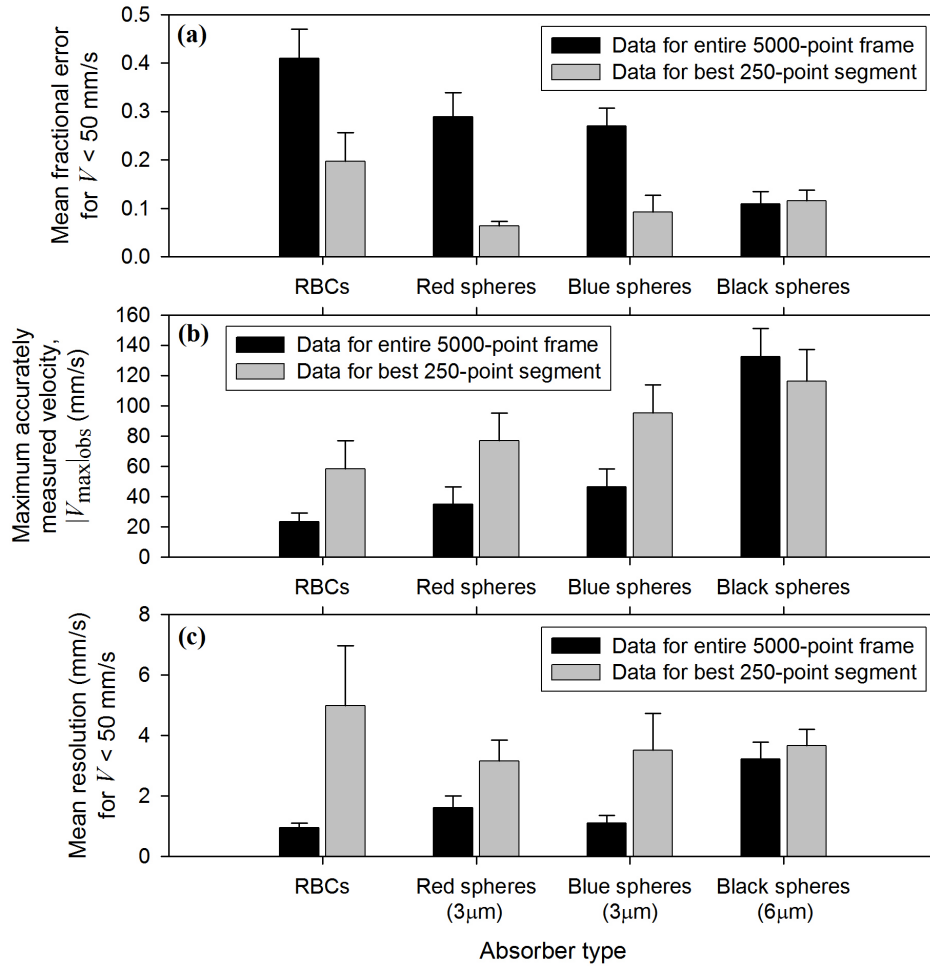 (a)
Mean fractional error
for V < 50 mm/s
0.5
0.4
0.3
0.2
0.1
0.0
Data for entire 5000-point frame
Data for best 250-point segment
RBCs
Red spheres
Blue spheres
Black spheres
(b)
Maximum accurately
measured velocity,
|Vmax|obs (mm/s)
160
140
120
100
80
60
40
20
0
Data for entire 5000-point frame
Data for best 250-point segment
RBCs
Red spheres
Blue spheres
Black spheres
(c)
Mean resolution (mm/s)
for V < 50 mm/s
8
6
4
2
0
Data for entire 5000-point frame
Data for best 250-point segment
RBCs
Red spheres
(3μm)
Blue spheres
(3μm)
Black spheres
(6μm)
Absorber type